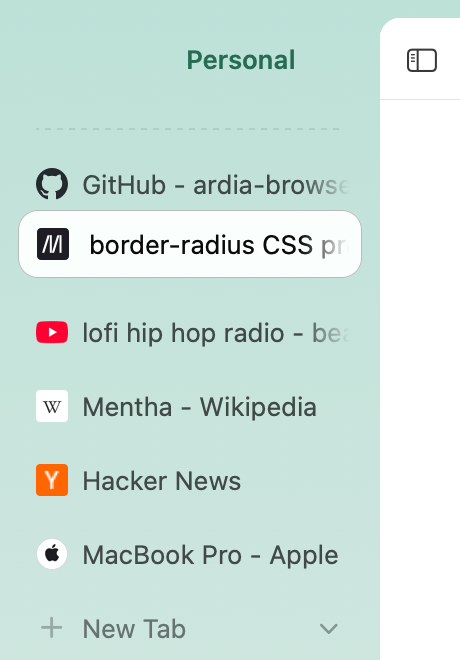 Personal
GitHub - ardia-browse
border-radius CSS pr
lofi hip hop radio - bea
W Mentha - Wikipedia
Y Hacker News
MacBook Pro - Apple
New Tab